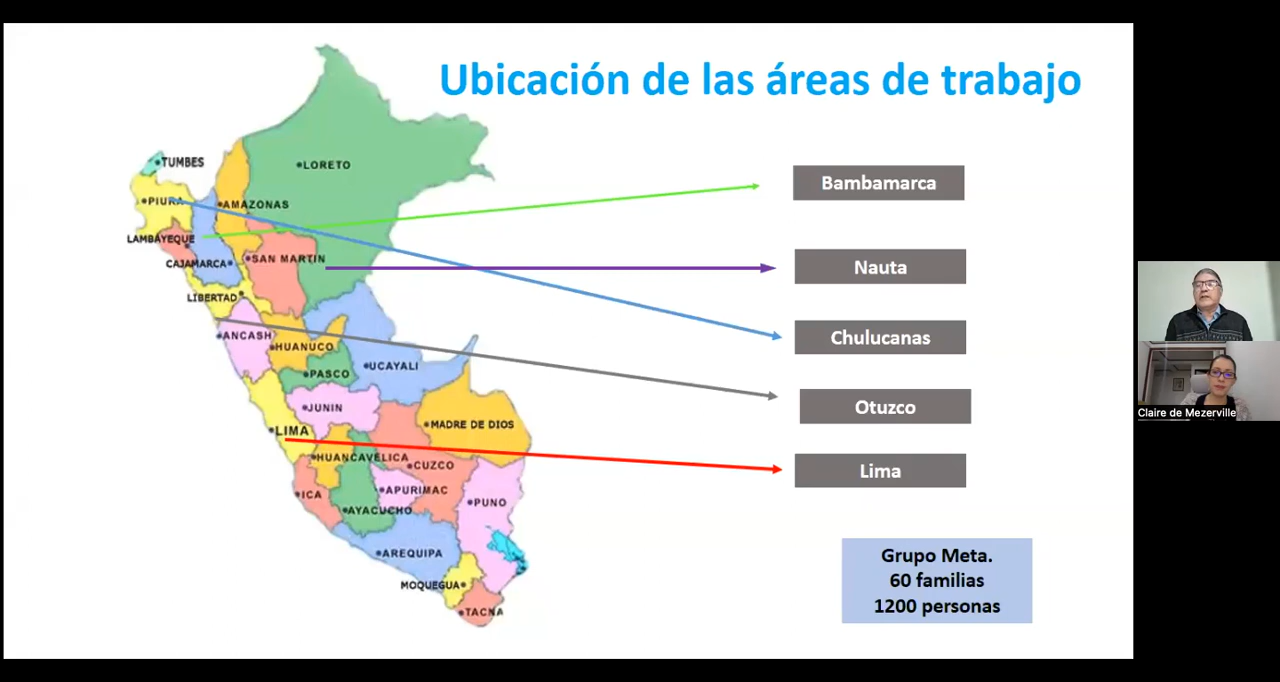 Ubicación de las áreas de trabajo
TUMBES
LORETO
PIURA
AMAZONAS
LAMBAYEQUE
CAJAMARCA
SAN MARTIN
LIBERTAD
ANCASH
HUANUCO
PASCO
UCAYALI
JUNIN
LIMA
MADRE DE DIOS
HUANCAVELICA
CUZCO
ICA
APURIMAC
PUNO
AYACUCHO
AREQUIPA
MOQUEGUA
TACNA
Bambamarca
Nauta
Chulucanas
Otuzco
Lima
Grupo Meta.
60 familias
1200 personas
Claire de Mezerville